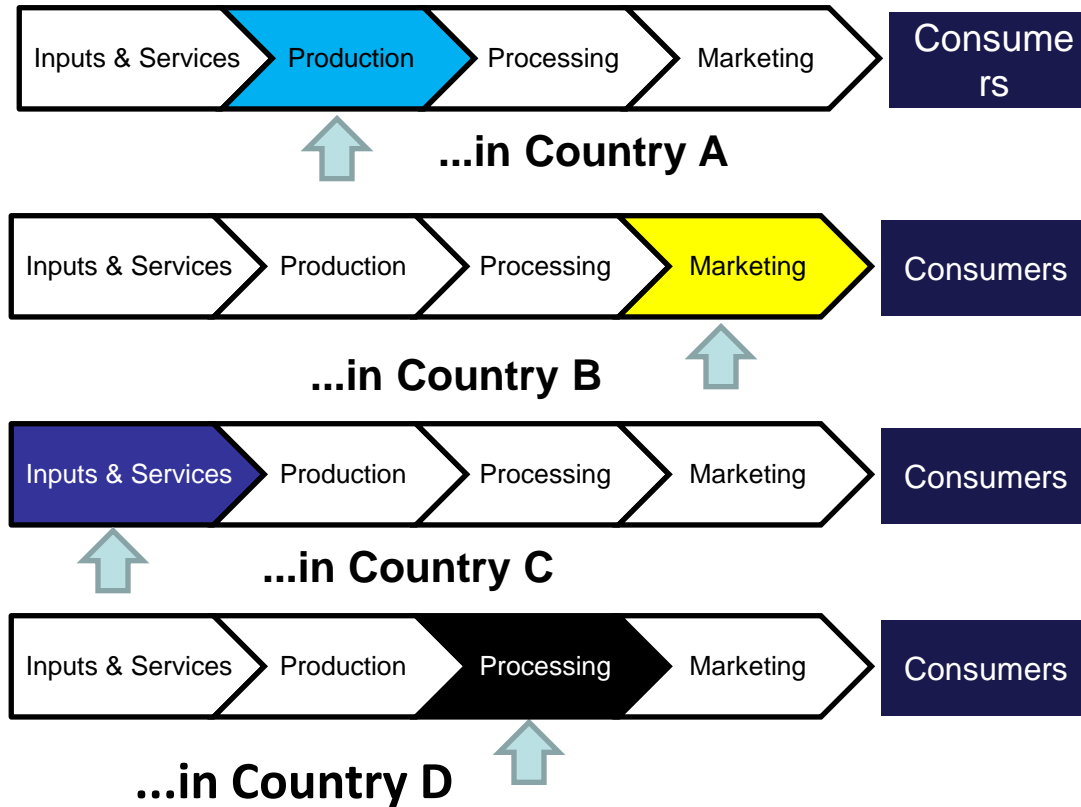 Inputs & Services Production Processing Marketing Consume
rs
...in Country A
Inputs & Services Production Processing Marketing Consumers
...in Country B
Inputs & Services Production Processing Marketing Consumers
...in Country C
Inputs & Services Production Processing Marketing Consumers
...in Country D